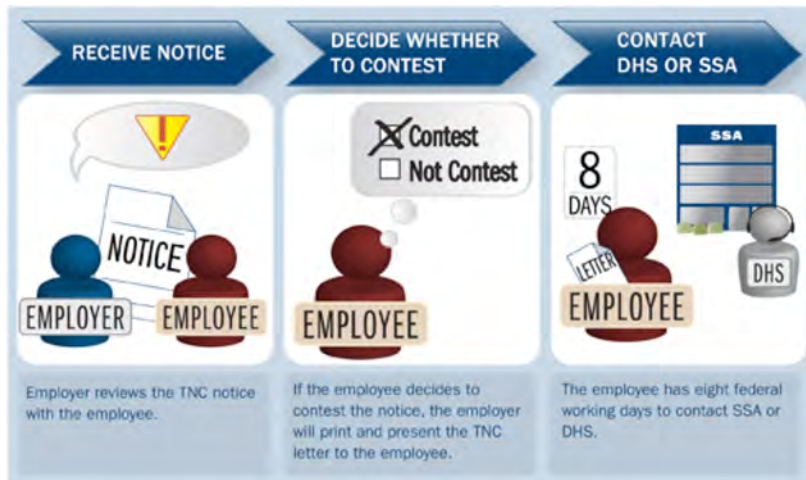 RECEIVE NOTICE
DECIDE WHETHER
TO CONTEST
CONTACT
DHS OR SSA
!
NOTICE
EMPLOYER
EMPLOYEE
Contest
Not Contest
EMPLOYEE
8
DAYS
SSA
LETTER
DHS
EMPLOYEE
Employer reviews the TNC notice
with the employee.
If the employee decides to
contest the notice, the employer
will print and present the TNC
letter to the employee.
The employee has eight federal
working days to contact SSA or
DHS.